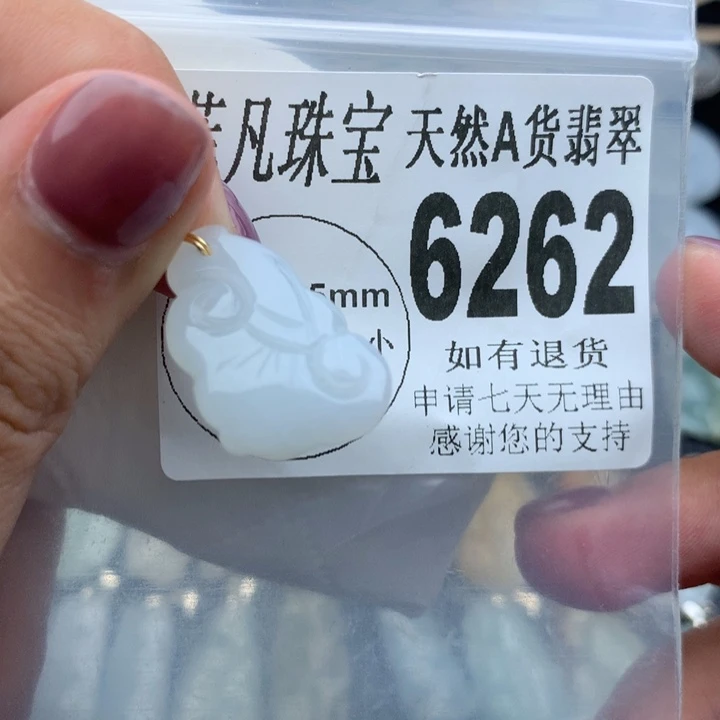 凡珠宝 天然A货翡翠
6262
5mm
小
如有退货
申请七天无理由
感谢您的支持